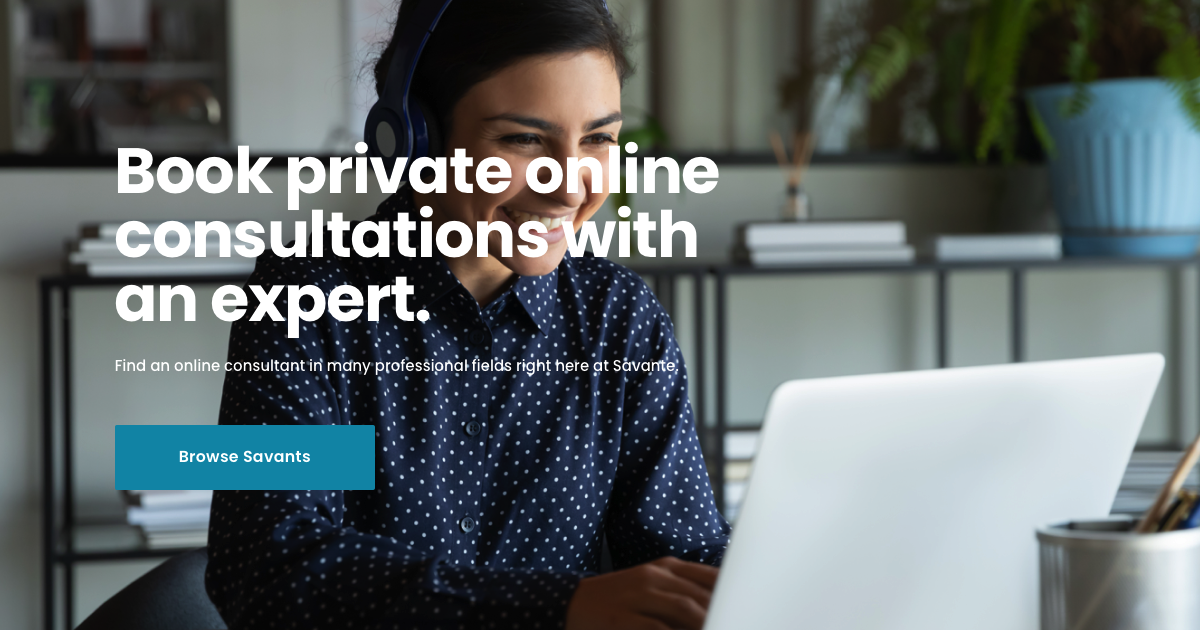 Book private online
consultations with
an expert.
Find an online consultant in many professional fields right here at Savante.
Browse Savants